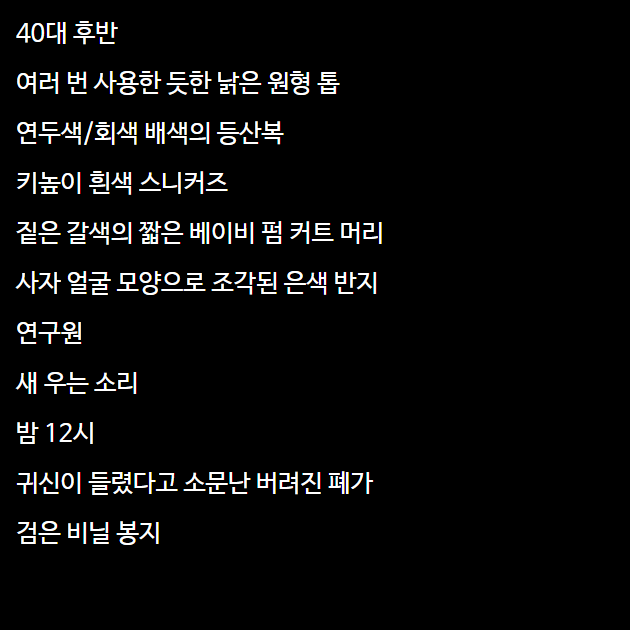 40대 후반
여러 번 사용한 듯한 낡은 원형 톱
연두색/회색 배색의 등산복
키높이 흰색 스니커즈
짙은 갈색의 짧은 베이비 펌 커트 머리
사자 얼굴 모양으로 조각된 은색 반지
연구원
새 우는 소리
밤 12시
귀신이 들렸다고 소문난 버려진 폐가
검은 비닐 봉지